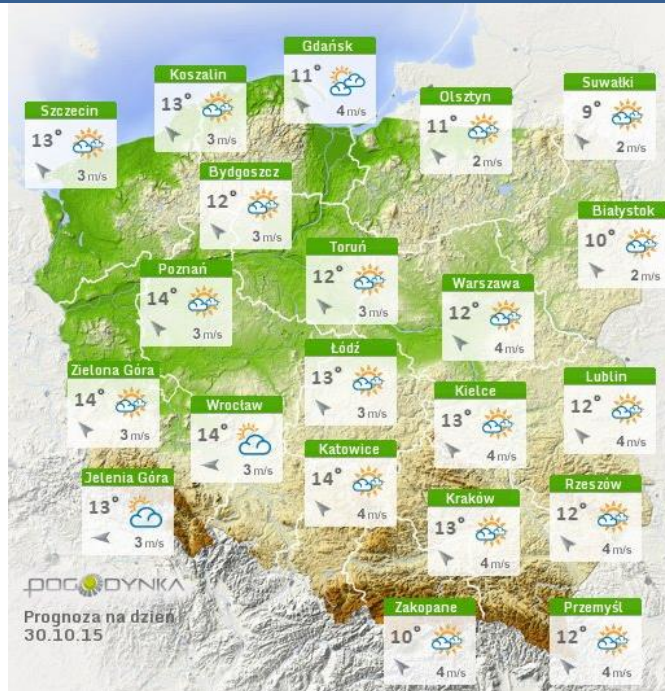 Gdańsk
11°
4 m/s
Koszalin
13°
3 m/s
Suwałki
9°
2 m/s
Olsztyn
11°
2 m/s
Szczecin
13°
3 m/s
Bydgoszcz
12°
3 m/s
Białystok
10°
2 m/s
Toruń
12°
3 m/s
Poznań
14°
3 m/s
Warszawa
12°
4 m/s
Łódź
13°
3 m/s
Zielona Góra
14°
3 m/s
Lublin
12°
4 m/s
Kielce
13°
4 m/s
Wrocław
14°
3 m/s
Katowice
14°
4 m/s
Jelenia Góra
13°
3 m/s
Rzeszów
12°
4 m/s
Kraków
13°
4 m/s
POGODYNKA
Prognoza na dzień
30.10.15
Zakopane
10°
4 m/s
Przemyśl
12°
4 m/s